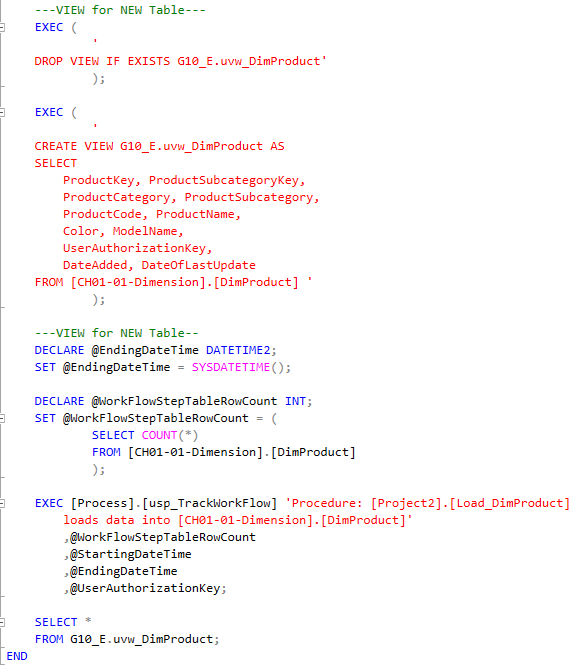 ---VIEW for NEW Table---
EXEC (
'
DROP VIEW IF EXISTS G10_E.uvw_DimProduct'
);
EXEC (
'
CREATE VIEW G10_E.uvw_DimProduct AS
SELECT
ProductKey, ProductSubcategoryKey,
ProductCategory, ProductSubcategory,
ProductCode, ProductName,
Color, ModelName,
UserAuthorizationKey,
DateAdded, DateOfLastUpdate
FROM [CH01-01-Dimension].[DimProduct] '
);
---VIEW for NEW Table--
DECLARE @EndingDateTime DATETIME2;
SET @EndingDateTime = SYSDATETIME();
DECLARE @WorkFlowStepTableRowCount INT;
SET @WorkFlowStepTableRowCount = (
SELECT COUNT(*)
FROM [CH01-01-Dimension].[DimProduct]
);
EXEC [Process].[usp_TrackWorkFlow] 'Procedure: [Project2].[Load_DimProduct]
loads data into [CH01-01-Dimension].[DimProduct]'
,@WorkFlowStepTableRowCount
,@StartingDateTime
,@EndingDateTime
,@UserAuthorizationKey;
SELECT *
FROM G10_E.uvw_DimProduct;
END